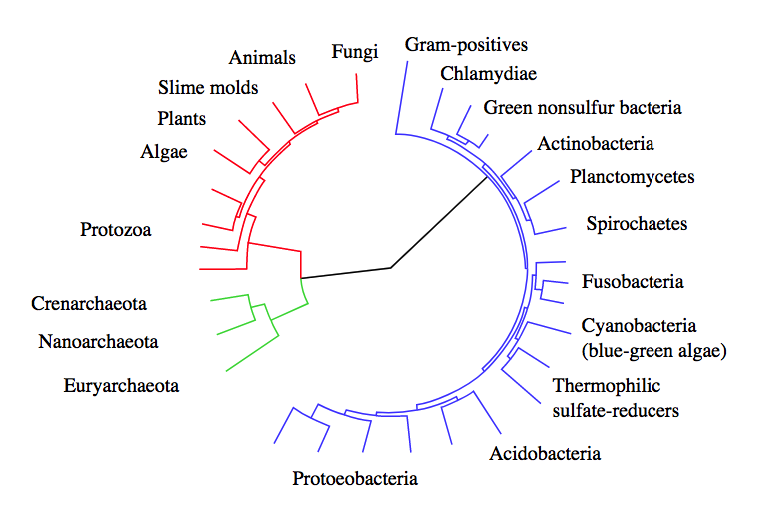 Fungi
Gram-positives
Animals
Chlamydiae
Slime molds
Green nonsulfur bacteria
Plants
Actinobacteria
Algae
Planctomycetes
Protozoa
Spirochaetes
Fusobacteria
Crenarchaeota
Nanoarchaeota
Cyanobacteria
(blue-green algae)
Euryarchaeota
Thermophilic
sulfate-reducers
Acidobacteria
Protoeobacteria